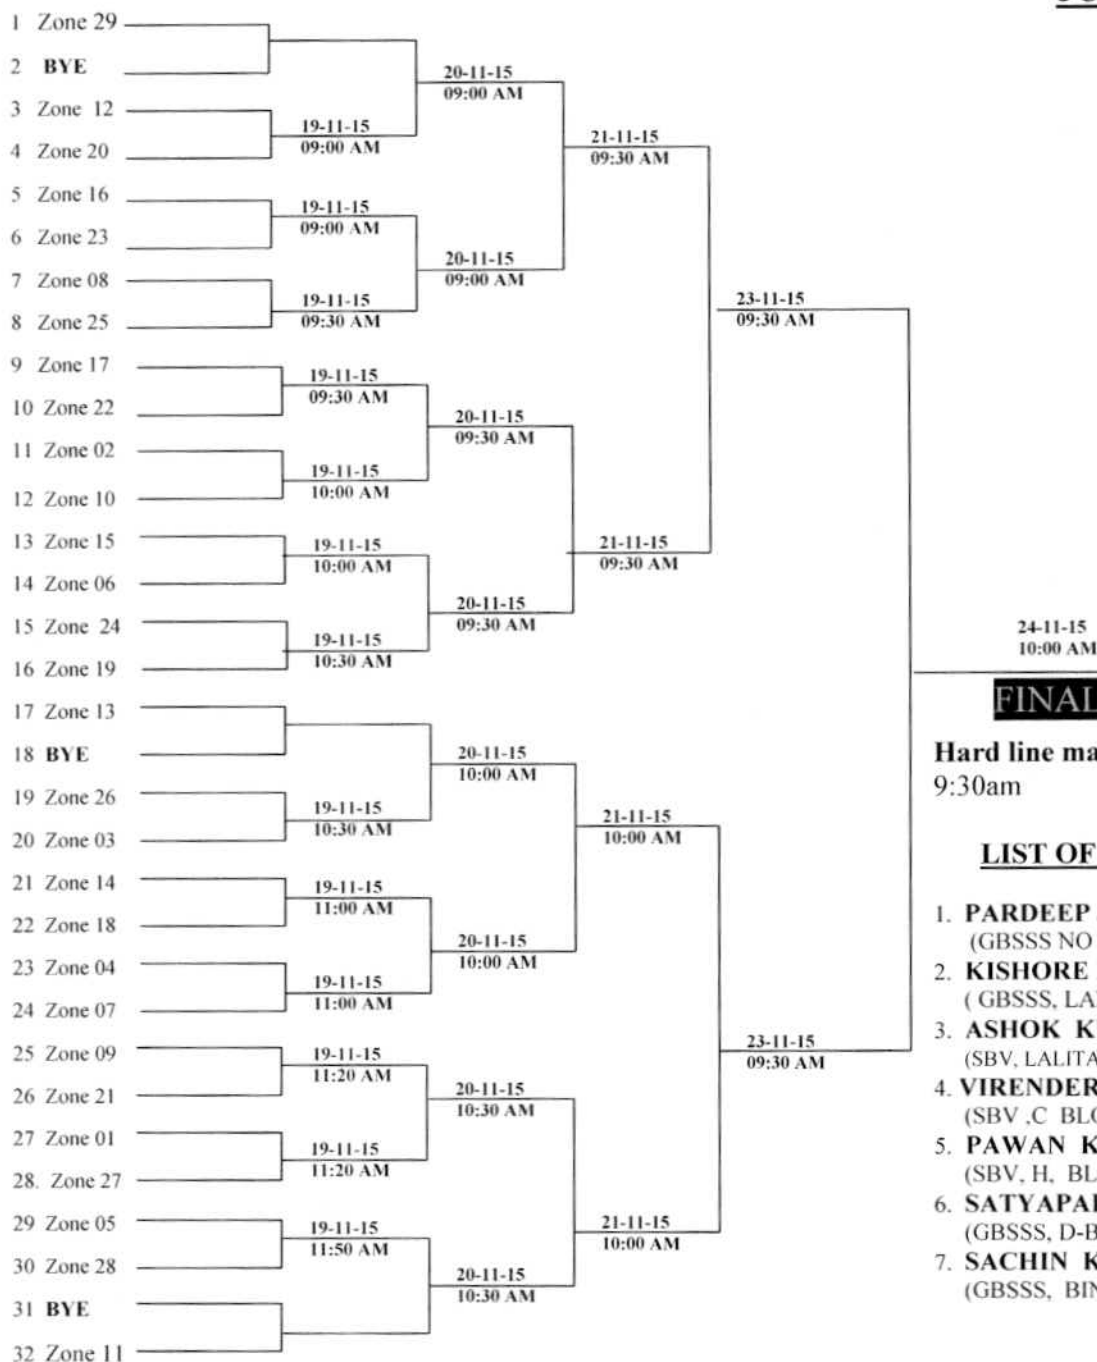 1 Zone 29
2 BYE
3 Zone 12
4 Zone 20
5 Zone 16
6 Zone 23
7 Zone 08
8 Zone 25
9 Zone 17
10 Zone 22
11 Zone 02
12 Zone 10
13 Zone 15
14 Zone 06
15 Zone 24
16 Zone 19
17 Zone 13
18 BYE
19 Zone 26
20 Zone 03
21 Zone 14
22 Zone 18
23 Zone 04
24 Zone 07
25 Zone 09
26 Zone 21
27 Zone 01
28. Zone 27
29 Zone 05
30 Zone 28
31 BYE
32 Zone 11
19-11-15
09:00 AM
19-11-15
09:00 AM
19-11-15
09:30 AM
19-11-15
09:30 AM
19-11-15
10:00 AM
19-11-15
10:00 AM
19-11-15
10:30 AM
19-11-15
10:30 AM
19-11-15
11:00 AM
19-11-15
11:00 AM
19-11-15
11:20 AM
19-11-15
11:20 AM
19-11-15
11:50 AM
20-11-15
09:00 AM
20-11-15
09:00 AM
20-11-15
09:30 AM
20-11-15
09:30 AM
20-11-15
10:00 AM
20-11-15
10:00 AM
20-11-15
10:30 AM
20-11-15
10:30 AM
21-11-15
09:30 AM
21-11-15
09:30 AM
21-11-15
10:00 AM
21-11-15
10:00 AM
23-11-15
09:30 AM
23-11-15
09:30 AM
24-11-15
10:00 AM
FINAL
Hard line ma
9:30am
LIST OF
1. PARDEEP
(GBSSS NO
2. KISHORE
( GBSSS, LA
3. ASHOK K
(SBV, LALITA
4. VIRENDER
(SBV ,C BLO
5. PAWAN K
(SBV, H, BL
6. SATYAPAL
(GBSSS, D-B
7. SACHIN K
(GBSSS, BIN